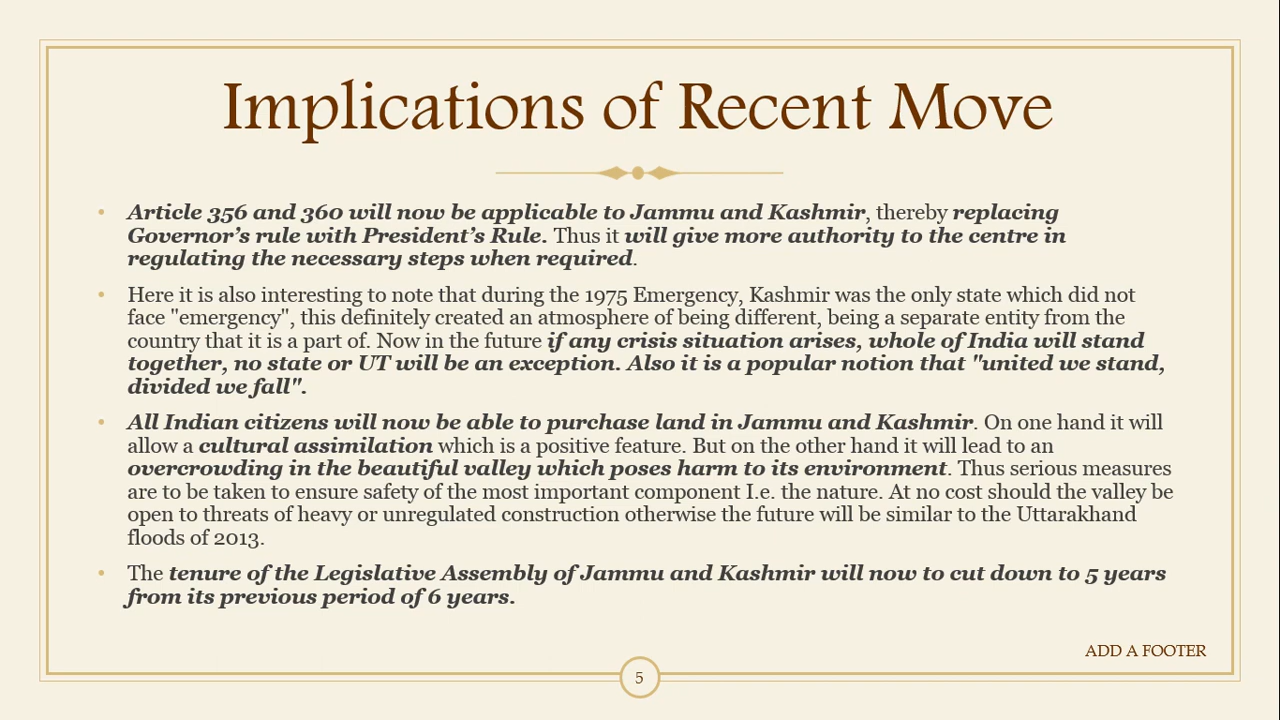 Implications of Recent Move
• Article 356 and 360 will now be applicable to Jammu and Kashmir, thereby replacing
Governor’s rule with President’s Rule. Thus it will give more authority to the centre in
regulating the necessary steps when required.
• Here it is also interesting to note that during the 1975 Emergency, Kashmir was the only state which did not
face "emergency", this definitely created an atmosphere of being different, being a separate entity from the
country that it is a part of. Now in the future if any crisis situation arises, whole of India will stand
together, no state or UT will be an exception. Also it is a popular notion that "united we stand,
divided we fall".
• All Indian citizens will now be able to purchase land in Jammu and Kashmir. On one hand it will
allow a cultural assimilation which is a positive feature. But on the other hand it will lead to an
overcrowding in the beautiful valley which poses harm to its environment. Thus serious measures
are to be taken to ensure safety of the most important component I.e. the nature. At no cost should the valley be
open to threats of heavy or unregulated construction otherwise the future will be similar to the Uttarakhand
floods of 2013.
• The tenure of the Legislative Assembly of Jammu and Kashmir will now to cut down to 5 years
from its previous period of 6 years.
ADD A FOOTER
5